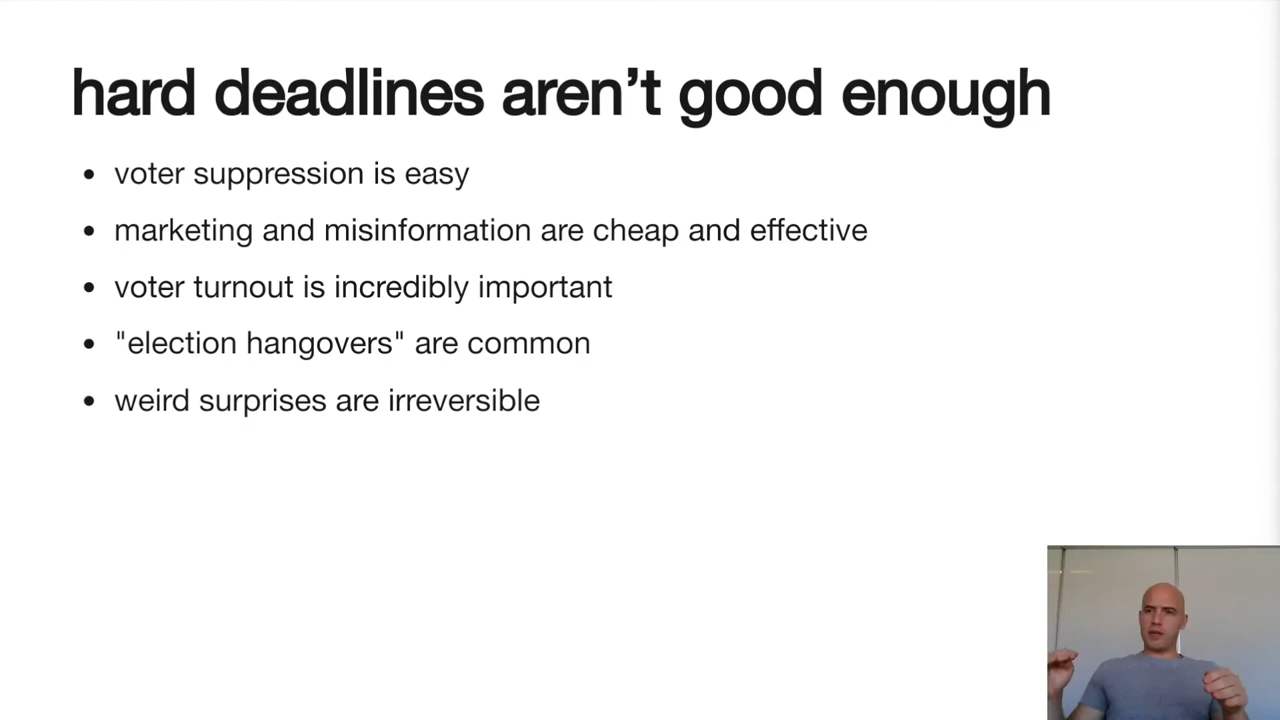 hard deadlines aren’t good enough
• voter suppression is easy
• marketing and misinformation are cheap and effective
• voter turnout is incredibly important
• "election hangovers" are common
• weird surprises are irreversible